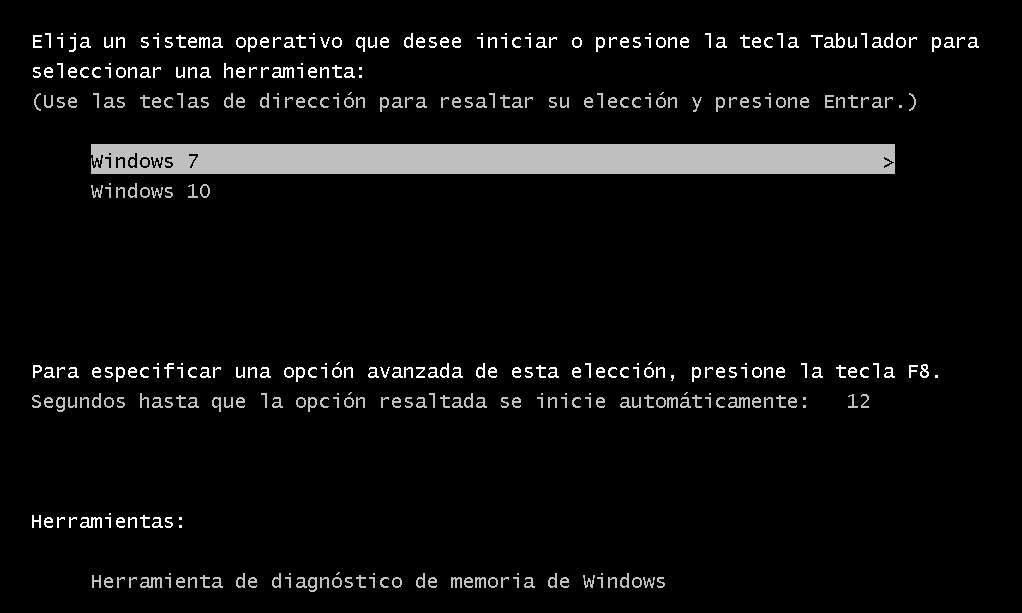 Elija un sistema operativo que desee iniciar o presione la tecla Tabulador para
seleccionar una herramienta:
(Use las teclas de dirección para resaltar su elección y presione Entrar.)
Windows 7 >
Windows 10
Para especificar una opción avanzada de esta elección, presione la tecla F8.
Segundos hasta que la opción resaltada se inicie automáticamente: 12
Herramientas:
Herramienta de diagnóstico de memoria de Windows